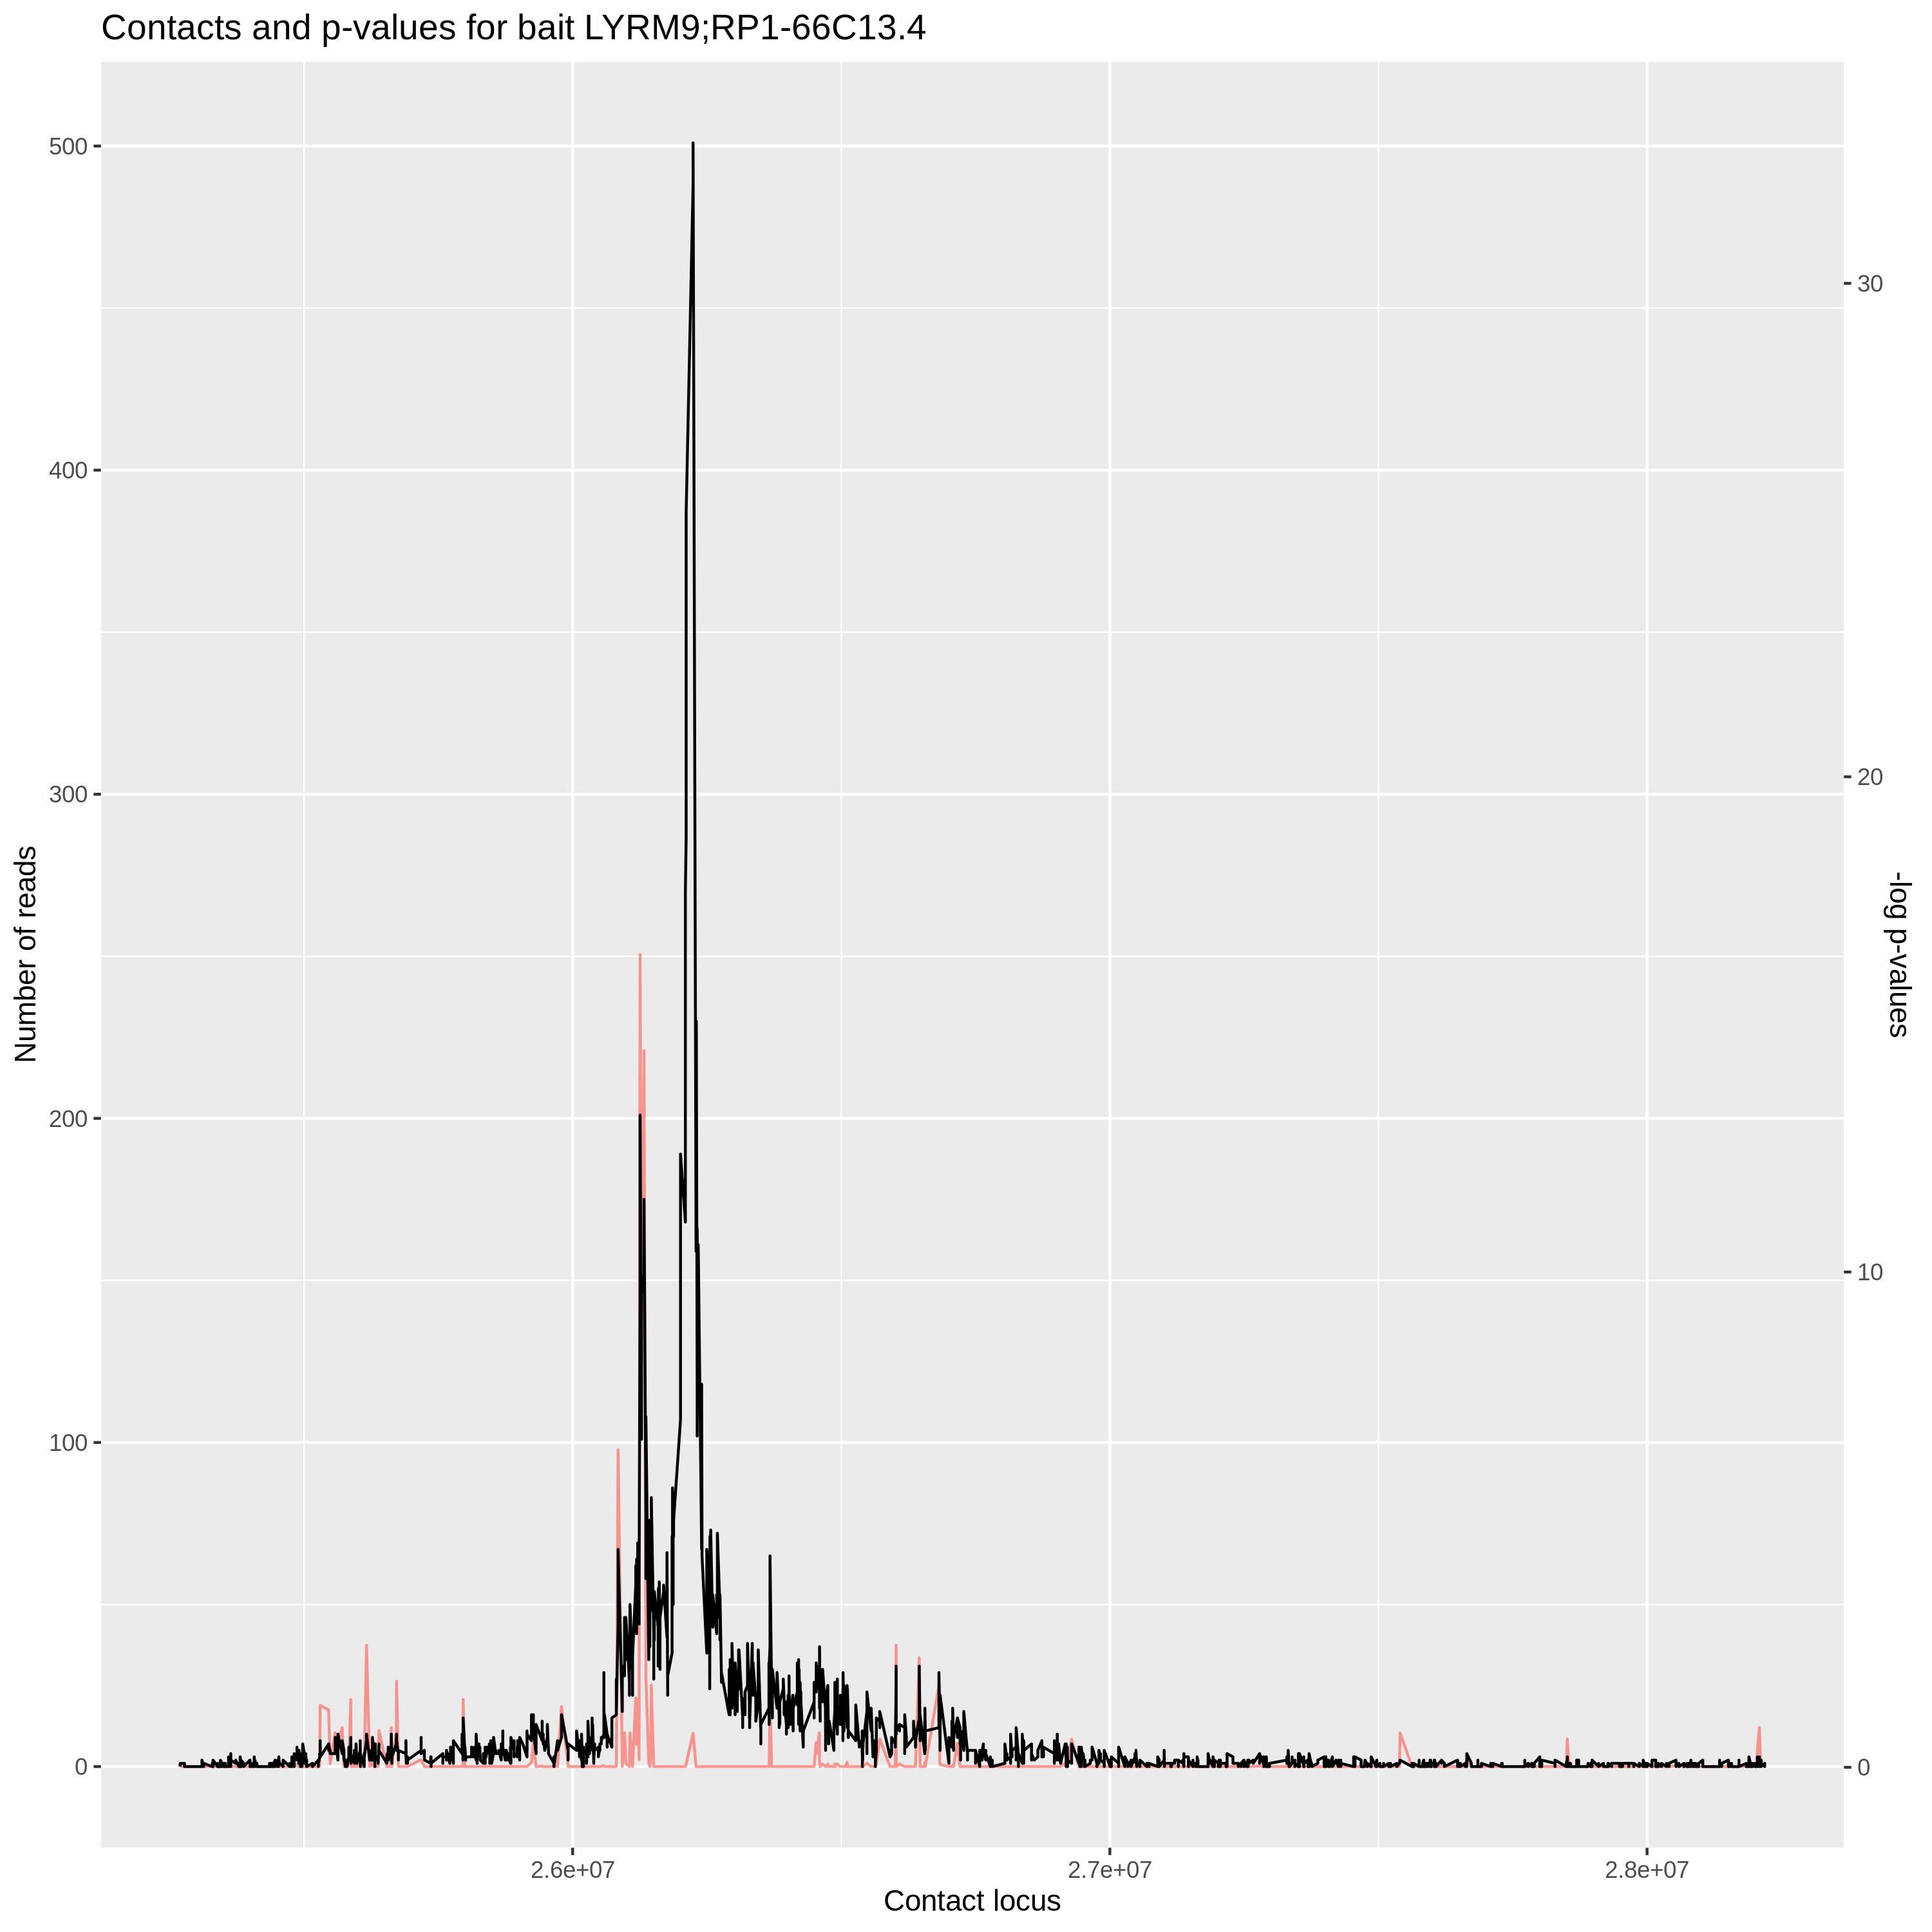 Contacts and p-values for bait LYRM9;RP1-66C13.4
500
400
300
200
100
0
Number of reads
30
20
10
0
-log p-values
2.6e+07
2.7e+07
2.8e+07
Contact locus